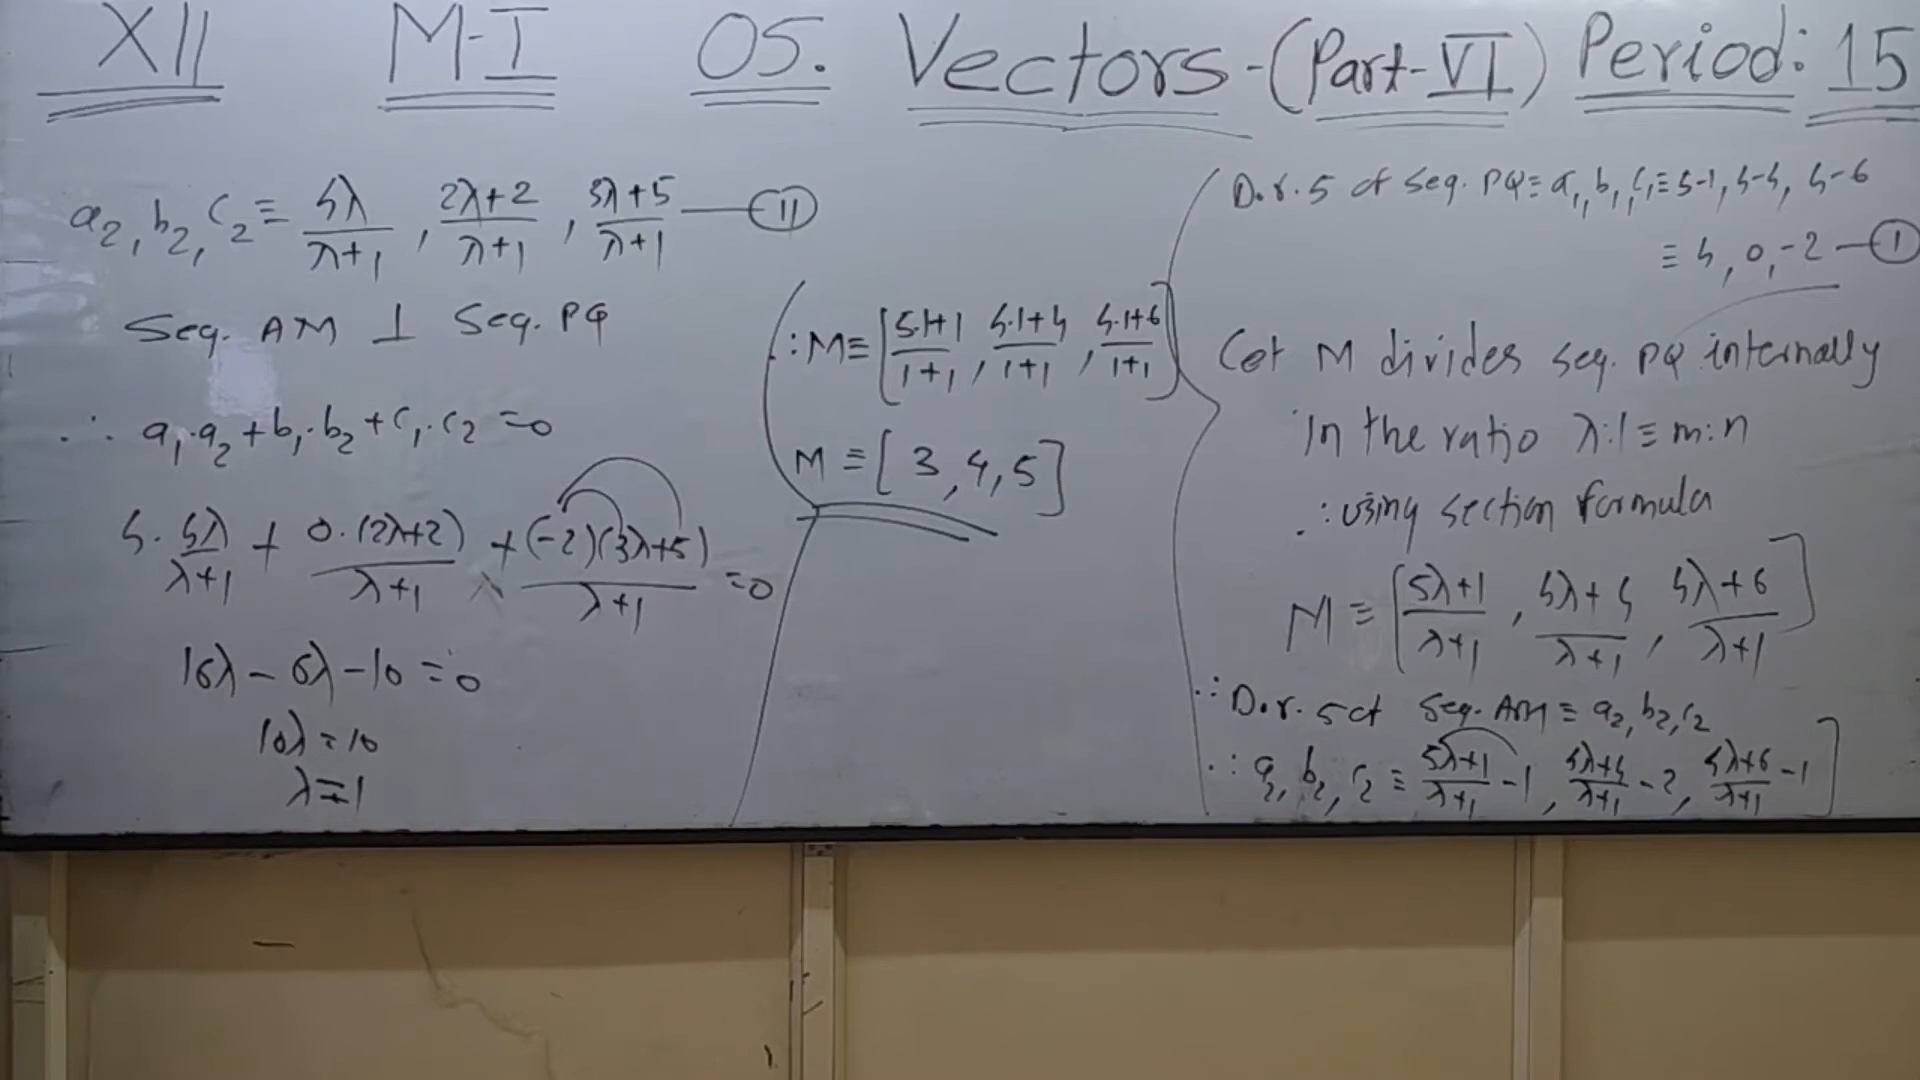 XII M-I 05. Vectors-(Part-VI) Period: 15
a₂, b₂, c₂ ≡ 4λ/(λ+1), (2λ+2)/(λ+1), (3λ+5)/(λ+1) — (II)
Seg. AM ⊥ Seg. PQ
∴ a₁·a₂+b₁·b₂+c₁·c₂=0
4·4λ/(λ+1) + 0·(2λ+2)/(λ+1) + (-2)(3λ+5)/(λ+1) =0
16λ - 6λ - 10 = 0
10λ = 10
λ = 1
∴ M ≡ [(5·1+1)/(1+1), (4·1+4)/(1+1), (4·1+6)/(1+1)]
M ≡ [3,4,5]
D.r.s of Seg. PQ ≡ a₁, b₁, c₁ ≡ 5-1, 4-4, 4-6
≡ 4, 0, -2 — (I)
Let M divides seg. PQ internally
in the ratio λ:1 ≡ m:n
∴ using section formula
M ≡ [(5λ+1)/(λ+1), (4λ+4)/(λ+1), (4λ+6)/(λ+1)]
∴ D.r.s of Seg. AM ≡ a₂, b₂, c₂
∴ a₂, b₂, c₂ ≡ (5λ+1)/(λ+1) -1, (4λ+4)/(λ+1) -2, (4λ+6)/(λ+1) -1]